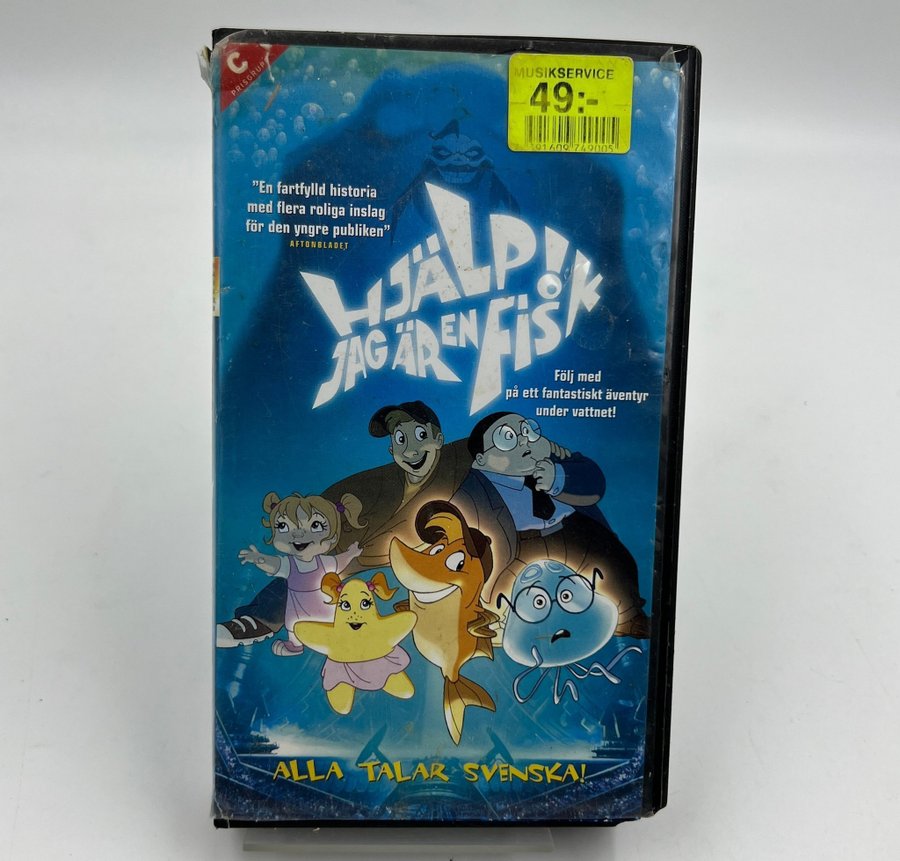 C
PRISGRUPP
MUSIKSERVICE
49:-
"En fartfylld historia
med flera roliga inslag
för den yngre publiken"
AFTONBLADET
HJÄLP!
JAG ÄR EN FISK
Följ med
på ett fantastiskt äventyr
under vattnet!
ALLA TALAR SVENSKA!